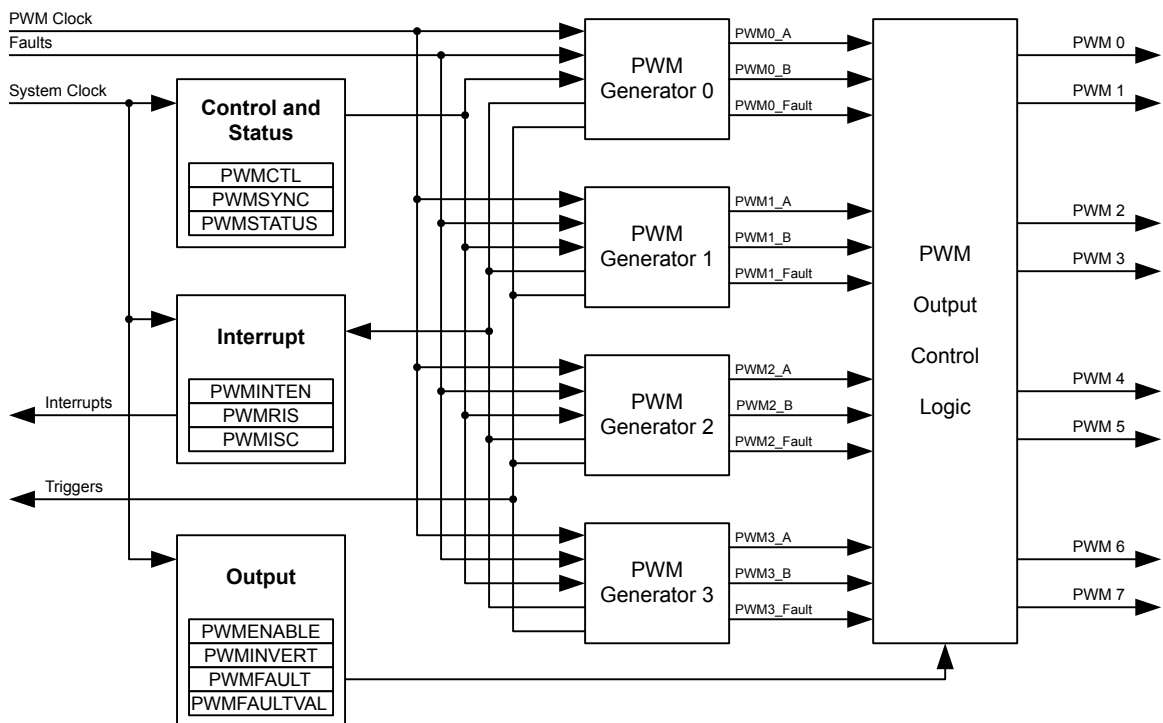 PWM Clock
Faults
System Clock
Control and
Status
PWMCTL
PWMSYNC
PWMSTATUS
Interrupt
PWMINTEN
PWMRIS
PWMISC
Interrupts
Triggers
Output
PWMENABLE
PWMINVERT
PWMFAULT
PWMFAULTVAL
PWM
Generator 0
PWM0_A
PWM0_B
PWM0_Fault
PWM
Generator 1
PWM1_A
PWM1_B
PWM1_Fault
PWM
Generator 2
PWM2_A
PWM2_B
PWM2_Fault
PWM
Generator 3
PWM3_A
PWM3_B
PWM3_Fault
PWM
Output
Control
Logic
PWM 0
PWM 1
PWM 2
PWM 3
PWM 4
PWM 5
PWM 6
PWM 7